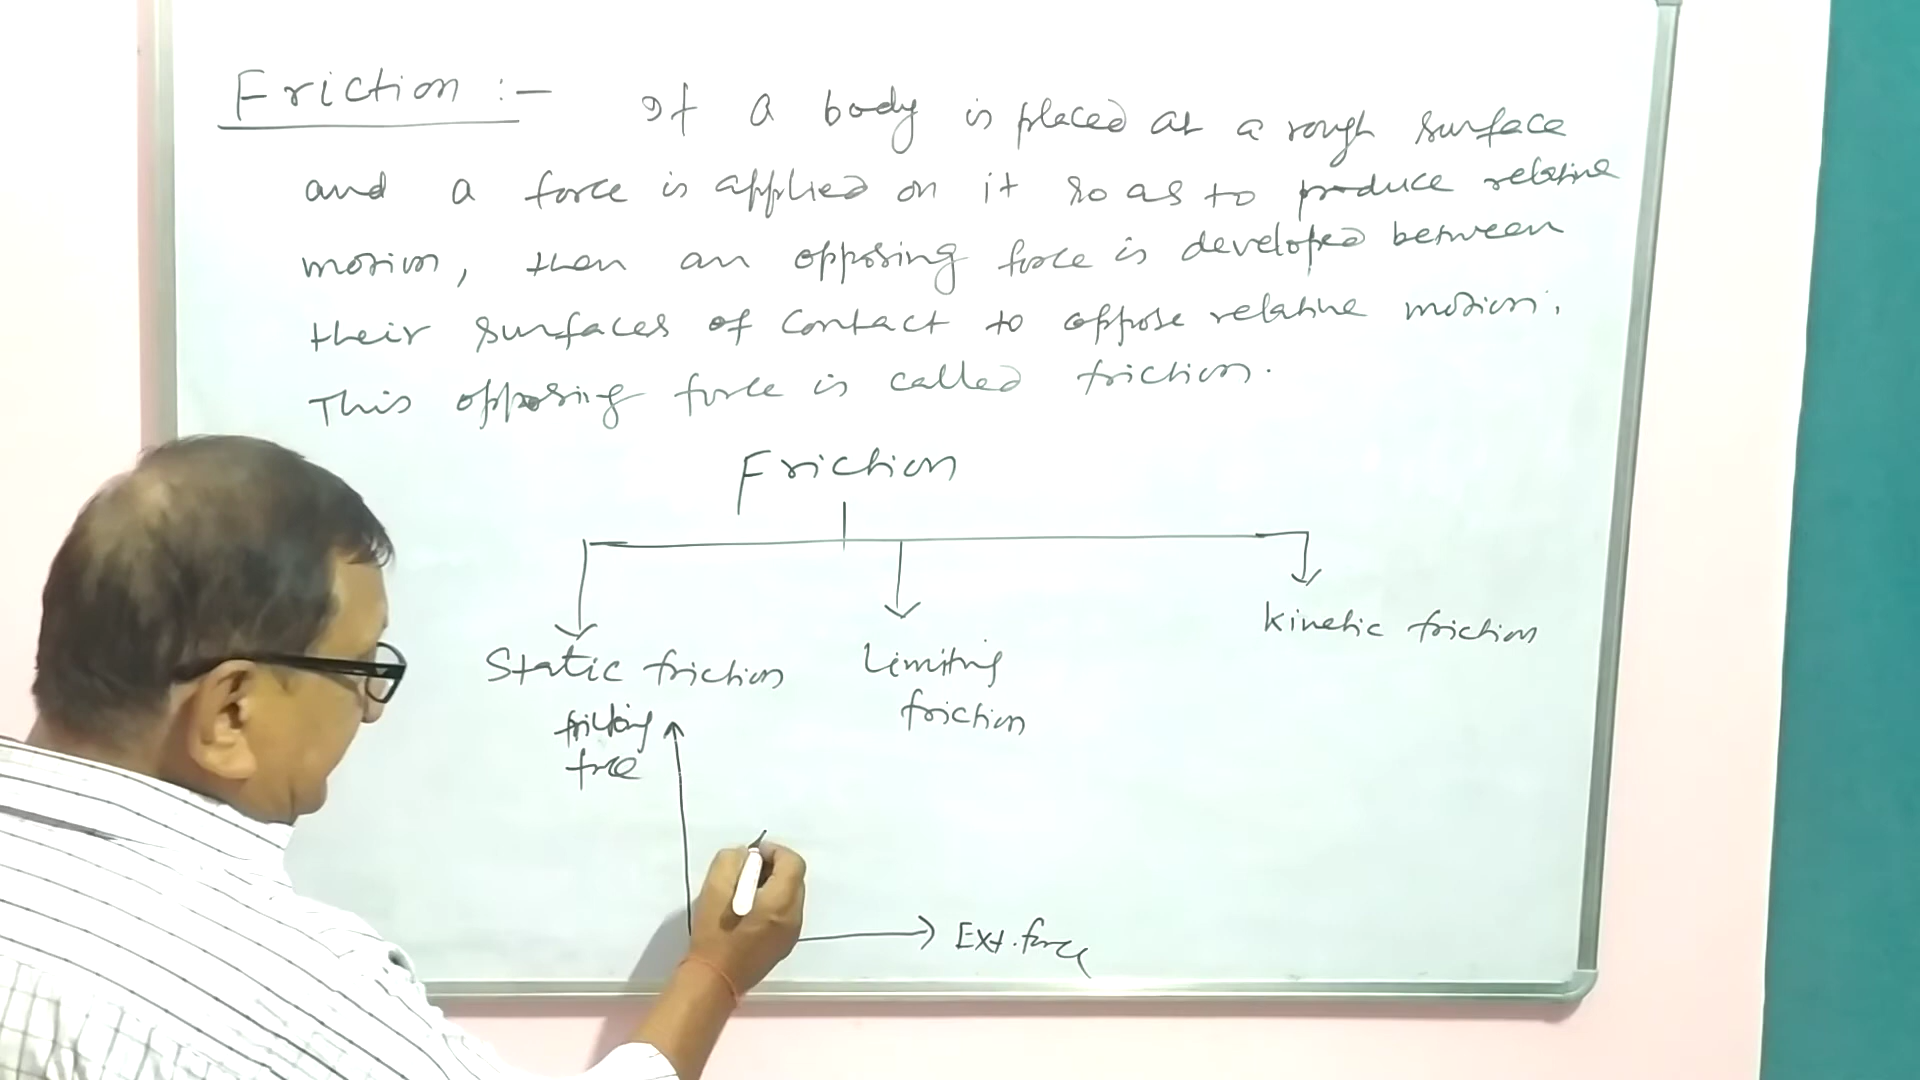 Friction :- If a body is placed at a rough surface
and a force is applied on it so as to produce relative
motion, then an opposing force is developed between
their surfaces of contact to oppose relative motion.
This opposing force is called friction.
Friction
Static friction
Limiting
friction
Kinetic friction
force
Ext. force